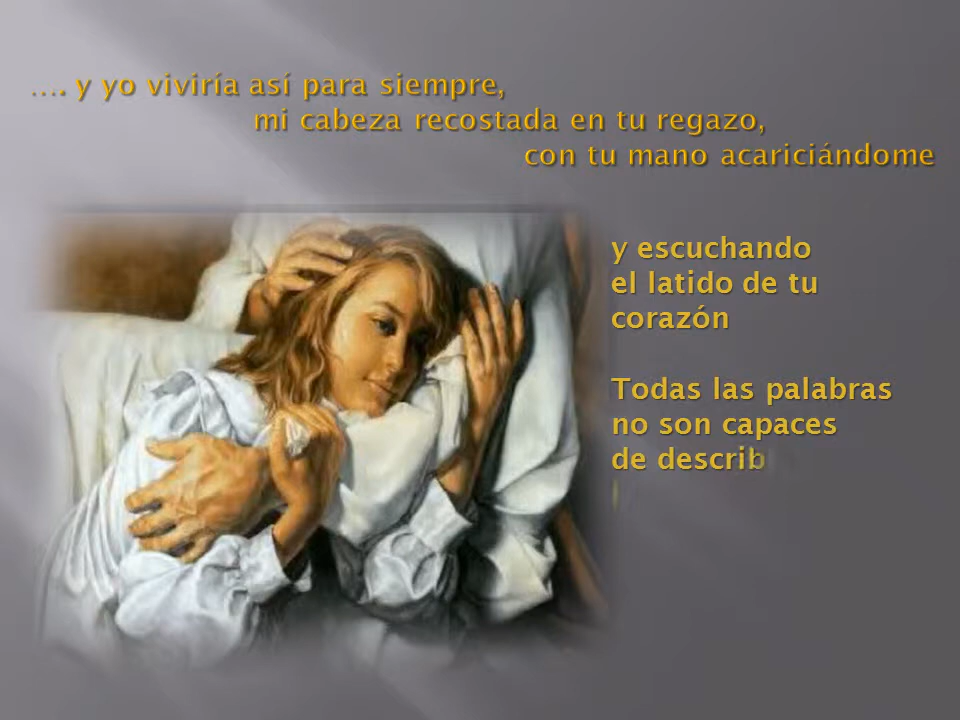 …. y yo viviría así para siempre,
mi cabeza recostada en tu regazo,
con tu mano acariciándome
y escuchando
el latido de tu
corazón
Todas las palabras
no son capaces
de describ